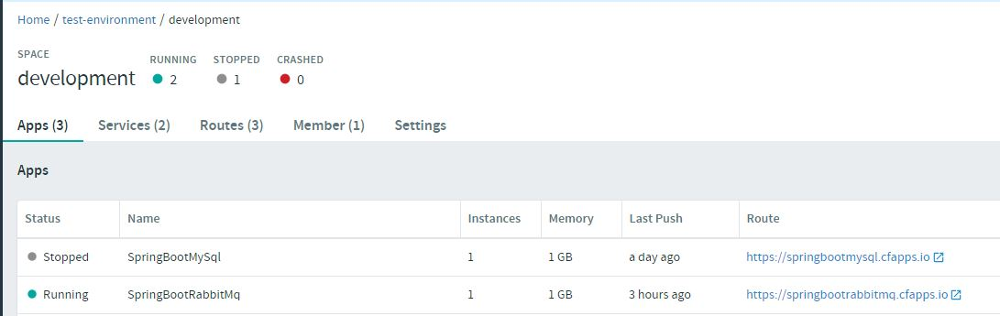 Home / test-environment / development
SPACE
development
RUNNING STOPPED CRASHED
2 1 0
Apps (3) Services (2) Routes (3) Member (1) Settings
Apps
Status Name Instances Memory Last Push Route
Stopped SpringBootMySql 1 1 GB a day ago https://springbootmysql.cfapps.io
Running SpringBootRabbitMq 1 1 GB 3 hours ago https://springbootrabbitmq.cfapps.io